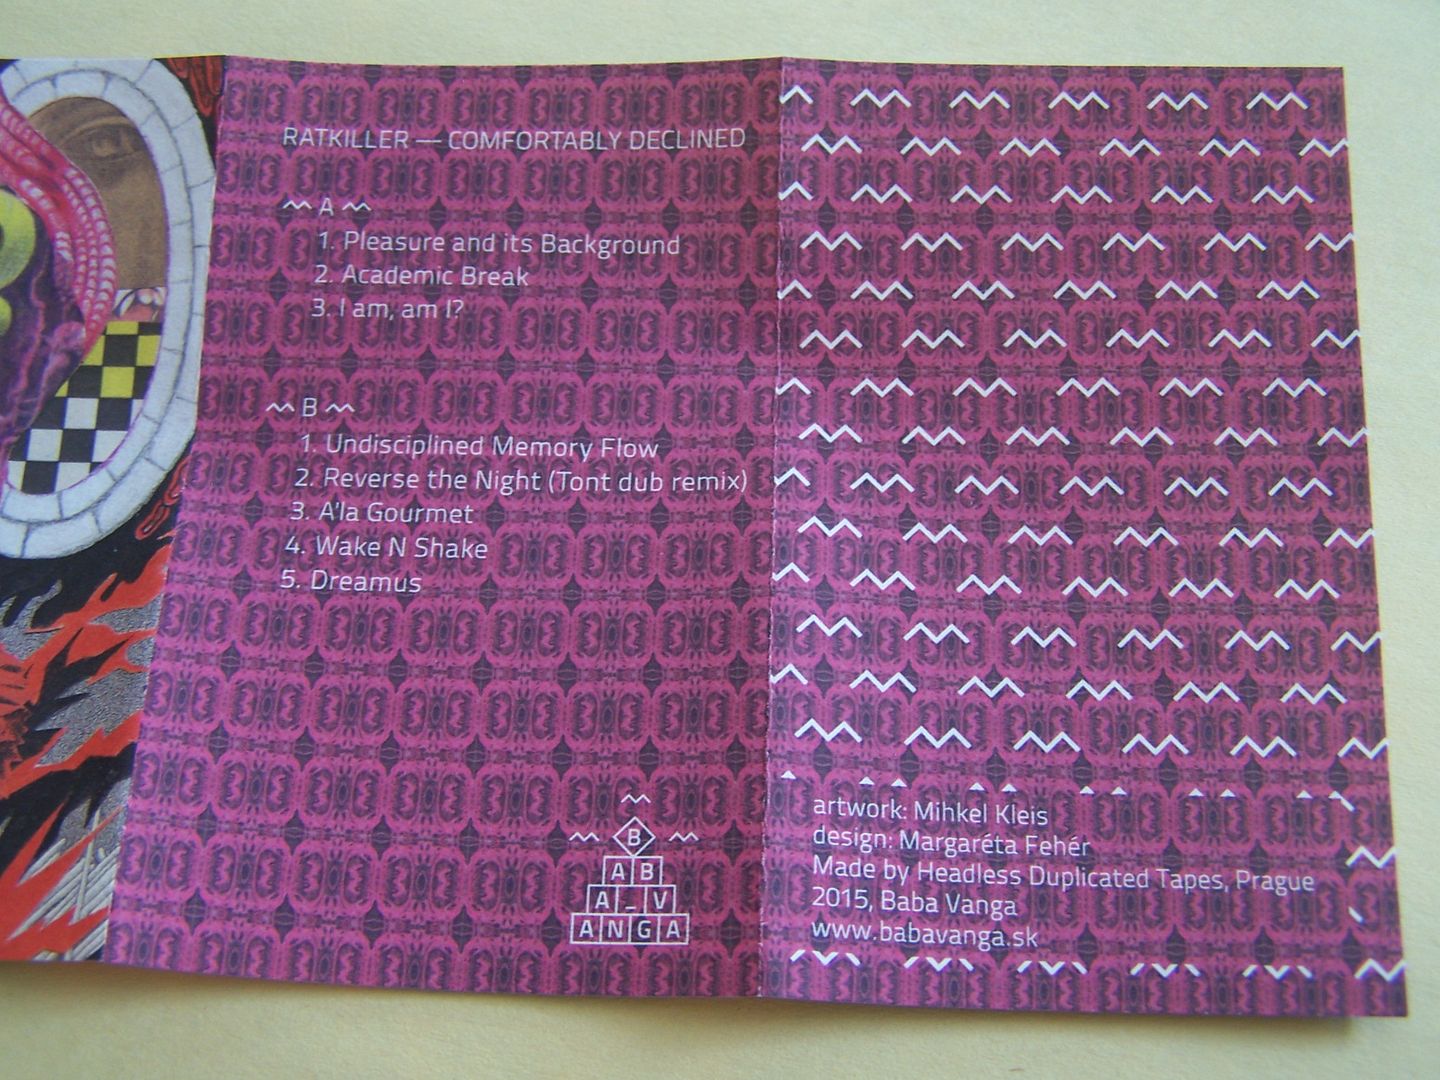 RATKILLER — COMFORTABLY DECLINED
A
1. Pleasure and its Background
2. Academic Break
3. I am, am I?
B
1. Undisciplined Memory Flow
2. Reverse the Night (Tont dub remix)
3. A'la Gourmet
4. Wake N Shake
5. Dreamus
B
AB
A_V
ANGA
artwork: Mihkel Kleis
design: Margaréta Fehér
Made by Headless Duplicated Tapes, Prague
2015, Baba Vanga
www.babavanga.sk